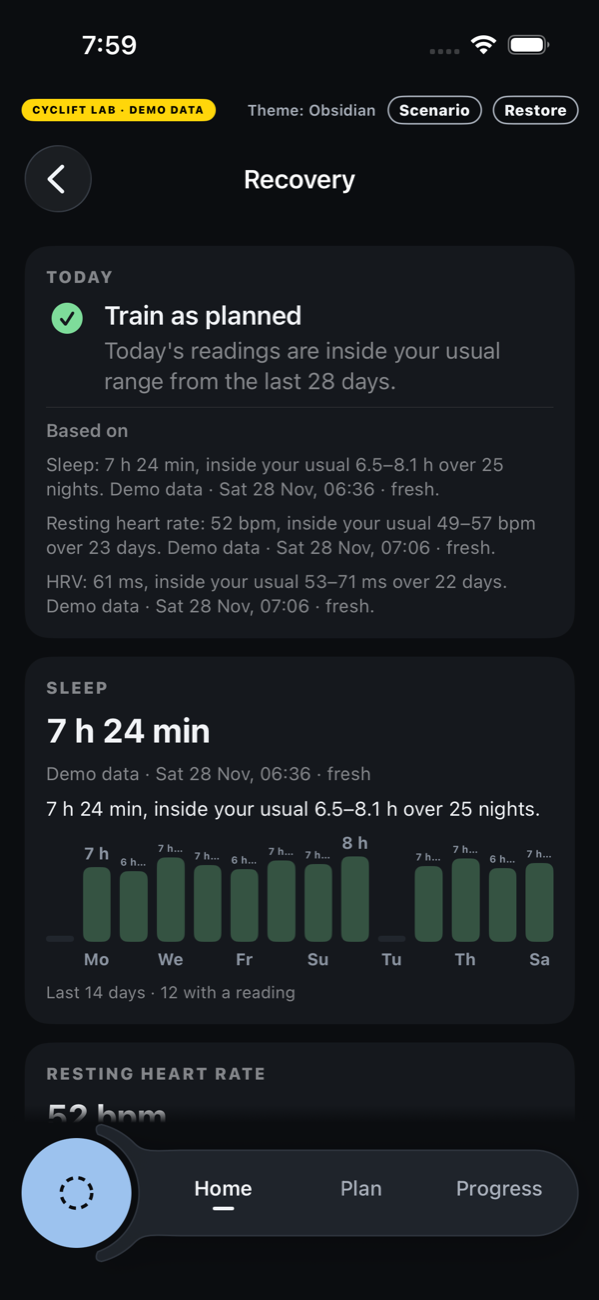 7:59
CYCLIFT LAB · DEMO DATA
Theme: Obsidian
Scenario
Restore
Recovery
TODAY
Train as planned
Today's readings are inside your usual
range from the last 28 days.
Based on
Sleep: 7 h 24 min, inside your usual 6.5–8.1 h over 25
nights. Demo data · Sat 28 Nov, 06:36 · fresh.
Resting heart rate: 52 bpm, inside your usual 49–57 bpm
over 23 days. Demo data · Sat 28 Nov, 07:06 · fresh.
HRV: 61 ms, inside your usual 53–71 ms over 22 days.
Demo data · Sat 28 Nov, 07:06 · fresh.
SLEEP
7 h 24 min
Demo data · Sat 28 Nov, 06:36 · fresh
7 h 24 min, inside your usual 6.5–8.1 h over 25 nights.
7 h 6 h... 7 h... 7 h... 6 h... 7 h... 7 h... 8 h 7 h... 7 h... 6 h... 7 h...
Mo We Fr Su Tu Th Sa
Last 14 days · 12 with a reading
RESTING HEART RATE
52 bpm
Home Plan Progress